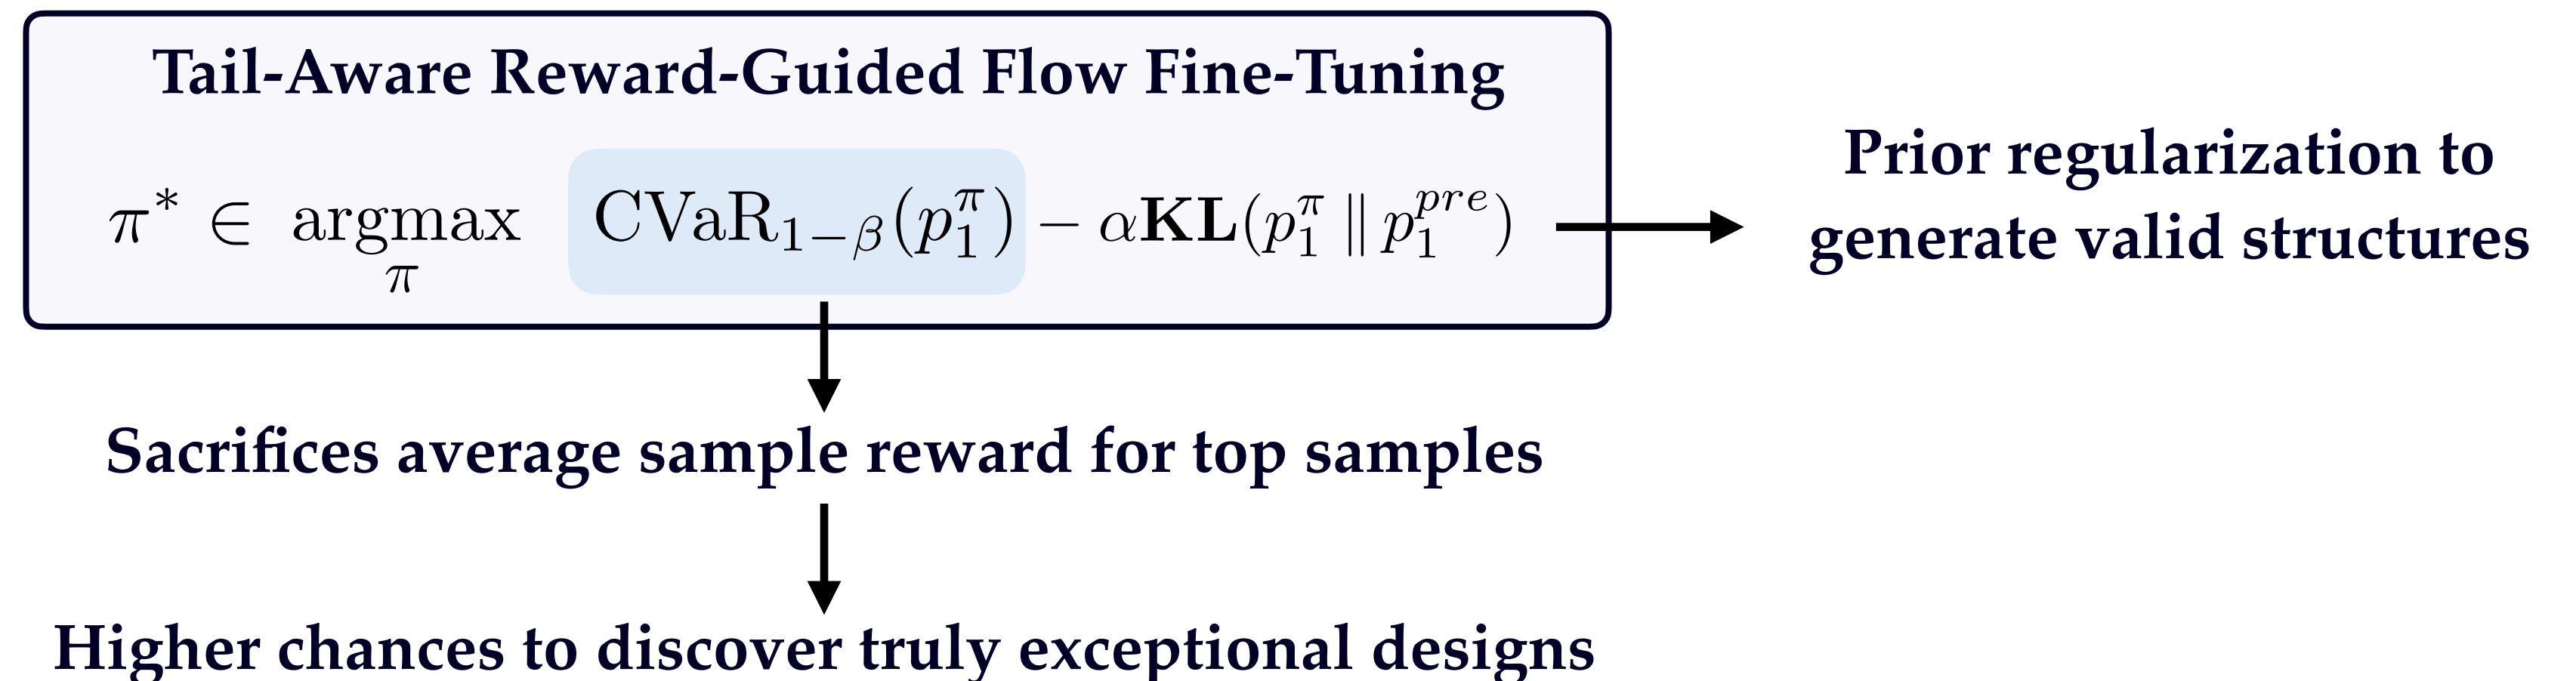 Tail-Aware Reward-Guided Flow Fine-Tuning
π* ∈ argmax_π CVaR_{1−β}(p_1^π) − αKL(p_1^π ∥ p_1^{pre})
Prior regularization to
generate valid structures
Sacrifices average sample reward for top samples
Higher chances to discover truly exceptional designs